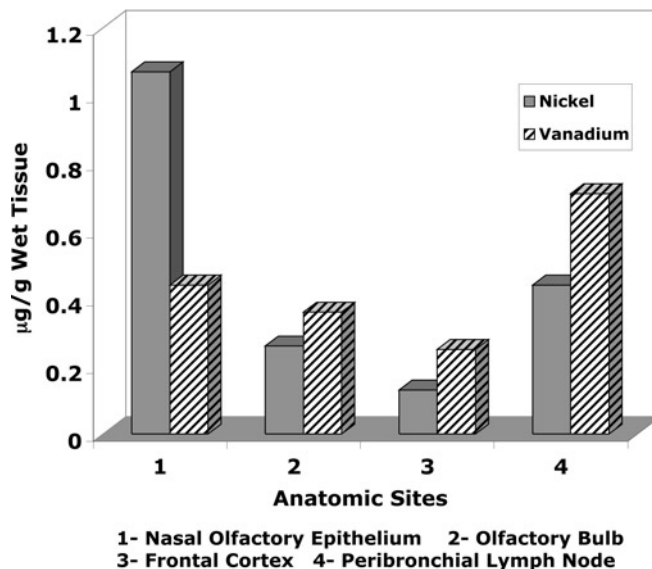 1.2
1
0.8
0.6
0.4
0.2
0
µg/g Wet Tissue
Nickel
Vanadium
1 2 3 4
Anatomic Sites
1- Nasal Olfactory Epithelium 2- Olfactory Bulb
3- Frontal Cortex 4- Peribronchial Lymph Node